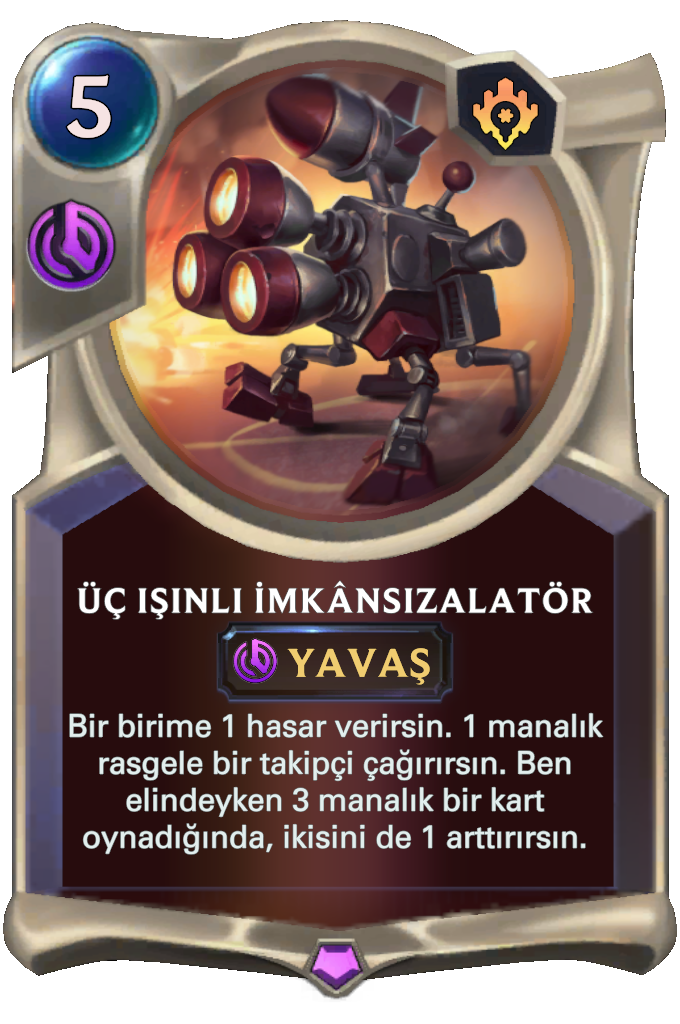 5
ÜÇ IŞINLI İMKÂNSIZALATÖR
YAVAŞ
Bir birime 1 hasar verirsin. 1 manalık
rasgele bir takipçi çağırırsın. Ben
elindeyken 3 manalık bir kart
oynadığında, ikisini de 1 arttırırsın.